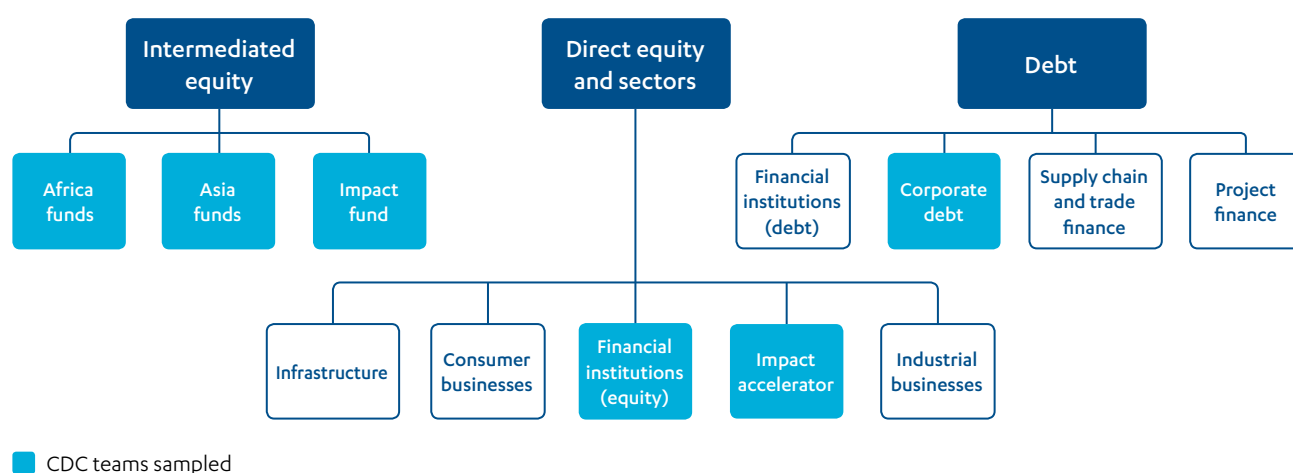 Intermediated
equity
Direct equity
and sectors
Debt
Africa
funds
Asia
funds
Impact
fund
Financial
institutions
(debt)
Corporate
debt
Supply chain
and trade
finance
Project
finance
Infrastructure
Consumer
businesses
Financial
institutions
(equity)
Impact
accelerator
Industrial
businesses
CDC teams sampled